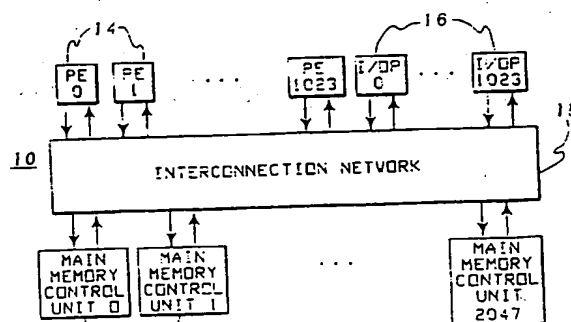 14
16
PE
0
PE
1
. . . .
PE
1023
I/OP
0
...
I/OP
1023
10
INTERCONNECTION NETWORK
MAIN
MEMORY
CONTROL
UNIT 0
MAIN
MEMORY
CONTROL
UNIT 1
...
MAIN
MEMORY
CONTROL
UNIT
2047